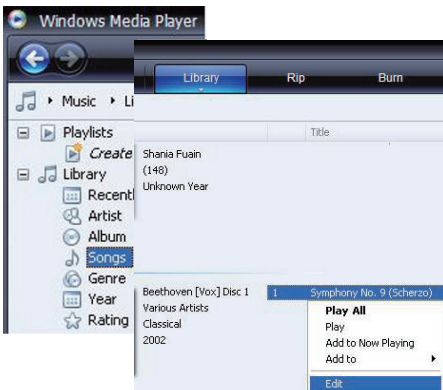 Windows Media Player
Music Li
Playlists
Create
Library
Recentl
Artist
Album
Songs
Genre
Year
Rating
Library Rip Burn
Title
Shania Fuain
(148)
Unknown Year
Beethoven [Vox] Disc 1
Various Artists
Classical
2002
1 Symphony No. 9 (Scherzo)
Play All
Play
Add to Now Playing
Add to
Edit